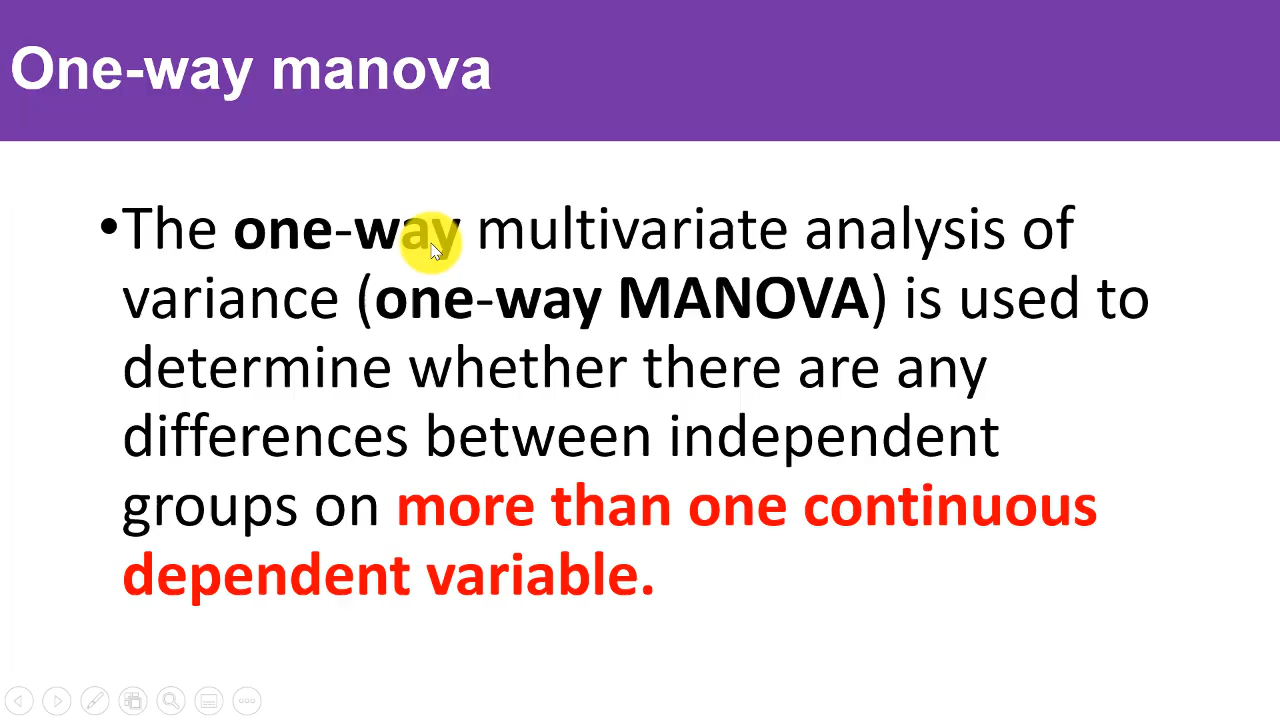 One-way manova
•The one-way multivariate analysis of
variance (one-way MANOVA) is used to
determine whether there are any
differences between independent
groups on more than one continuous
dependent variable.